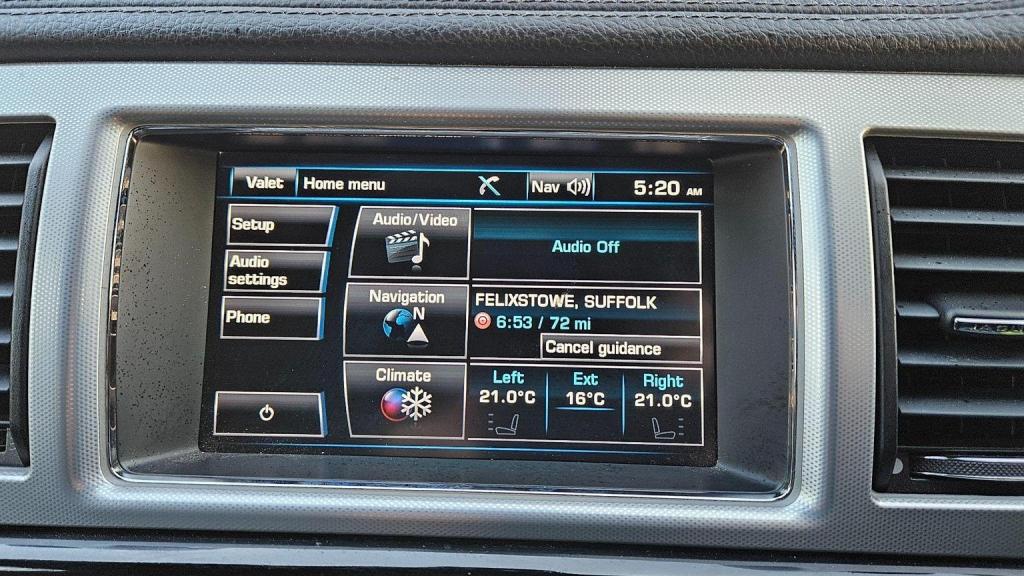 Valet Home menu Nav 5:20 AM
Setup
Audio/Video
Audio Off
Audio
settings
Navigation
N
FELIXSTOWE, SUFFOLK
6:53 / 72 mi
Phone
Cancel guidance
Climate
Left Ext Right
21.0°C 16°C 21.0°C